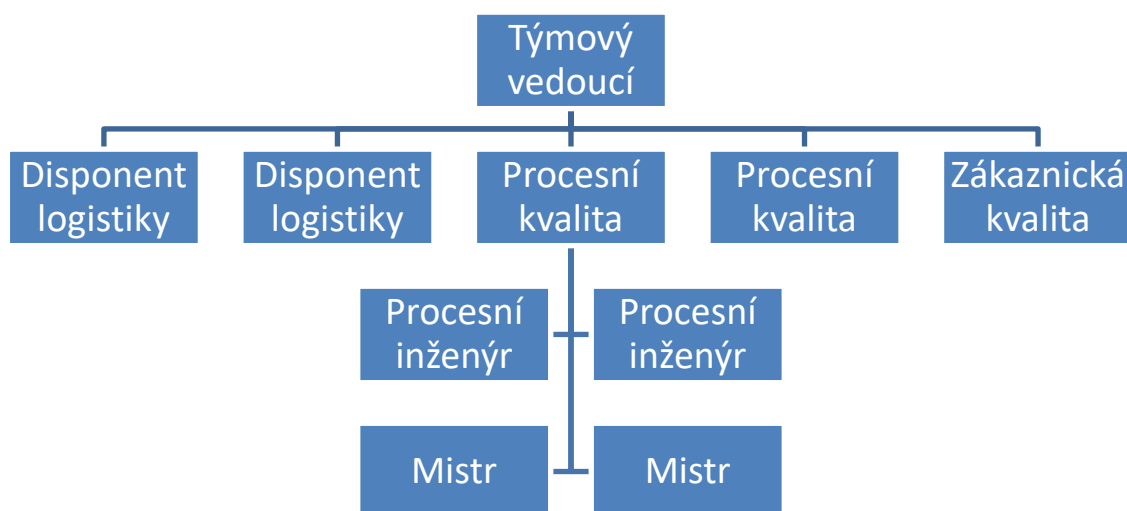 Týmový
vedoucí
Disponent
logistiky
Disponent
logistiky
Procesní
kvalita
Procesní
kvalita
Zákaznická
kvalita
Procesní
inženýr
Procesní
inženýr
Mistr
Mistr